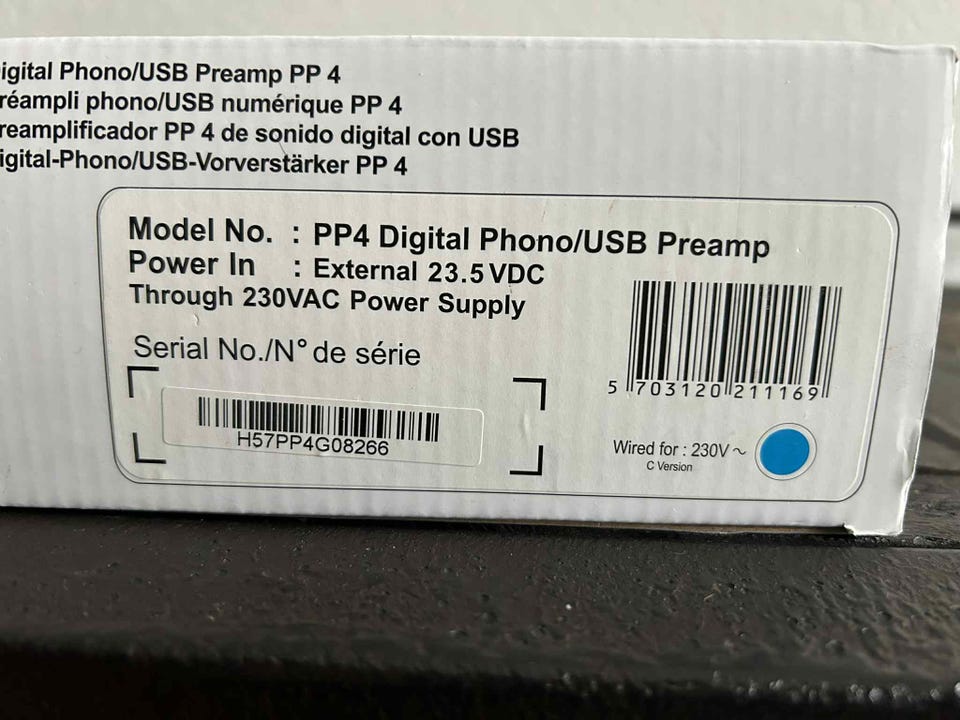 igital Phono/USB Preamp PP 4
réampli phono/USB numérique PP 4
reamplificador PP 4 de sonido digital con USB
igital-Phono/USB-Vorverstärker PP 4
Model No. : PP4 Digital Phono/USB Preamp
Power In : External 23.5VDC
Through 230VAC Power Supply
Serial No./N° de série
H57PP4G08266
5 703120 211169
Wired for : 230V ~
C Version